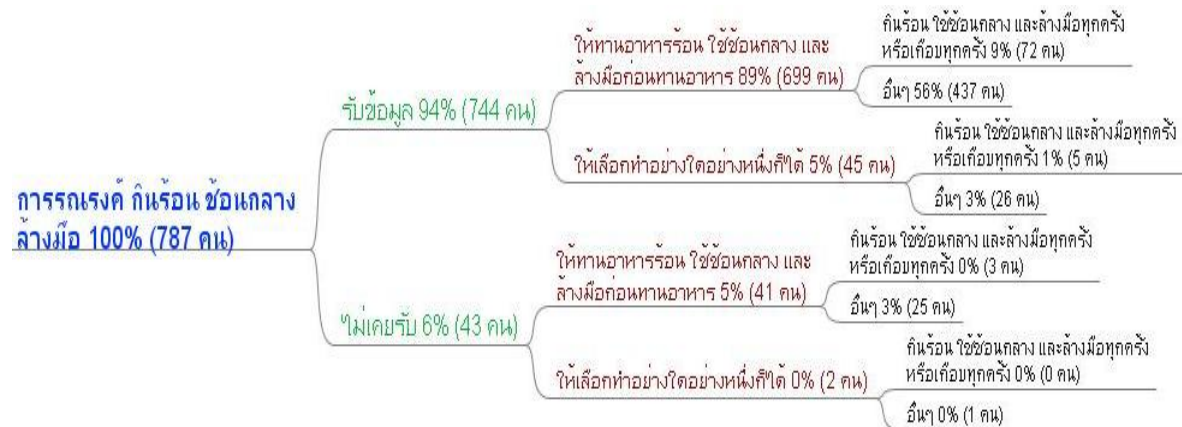 การรณรงค์ กินร้อน ช้อนกลาง
ล้างมือ 100% (787 คน)
รับข้อมูล 94% (744 คน)
ให้ทานอาหารร้อน ใช้ช้อนกลาง และ
ล้างมือก่อนทานอาหาร 89% (699 คน)
กินร้อน ใช้ช้อนกลาง และล้างมือทุกครั้ง
หรือเกือบทุกครั้ง 9% (72 คน)
อื่นๆ 56% (437 คน)
ให้เลือกทำอย่างใดอย่างหนึ่งก็ได้ 5% (45 คน)
กินร้อน ใช้ช้อนกลาง และล้างมือทุกครั้ง
หรือเกือบทุกครั้ง 1% (5 คน)
อื่นๆ 3% (26 คน)
ไม่เคยรับ 6% (43 คน)
ให้ทานอาหารร้อน ใช้ช้อนกลาง และ
ล้างมือก่อนทานอาหาร 5% (41 คน)
กินร้อน ใช้ช้อนกลาง และล้างมือทุกครั้ง
หรือเกือบทุกครั้ง 0% (3 คน)
อื่นๆ 3% (25 คน)
ให้เลือกทำอย่างใดอย่างหนึ่งก็ได้ 0% (2 คน)
กินร้อน ใช้ช้อนกลาง และล้างมือทุกครั้ง
หรือเกือบทุกครั้ง 0% (0 คน)
อื่นๆ 0% (1 คน)